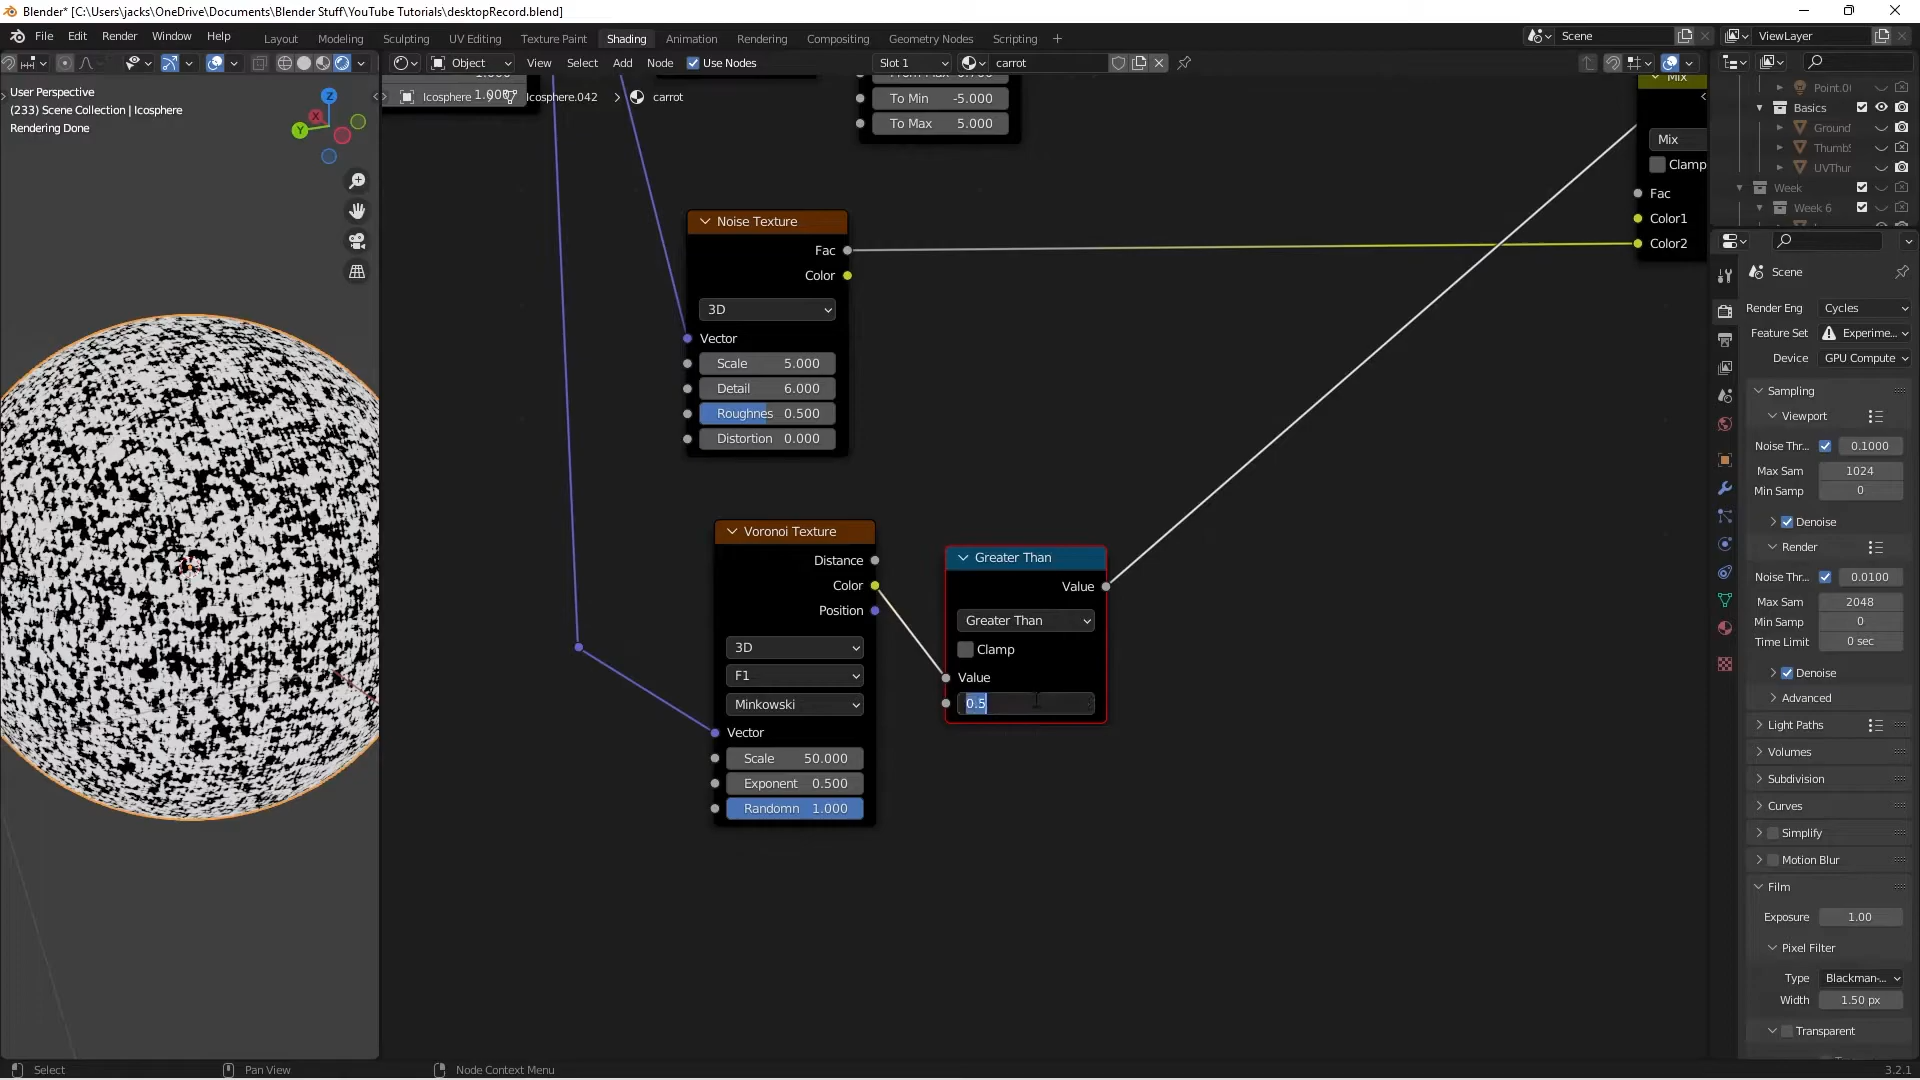 Blender* [C:\Users\jacks\OneDrive\Documents\Blender Stuff\YouTube Tutorials\desktopRecord.blend]
File Edit Render Window Help Layout Modeling Sculpting UV Editing Texture Paint Shading Animation Rendering Compositing Geometry Nodes Scripting + Scene ViewLayer
Object View Select Add Node Use Nodes Slot 1 carrot
User Perspective
(233) Scene Collection | Icosphere
Rendering Done
Icosphere Icosphere.042 carrot
1.000
To Min -5.000
To Max 5.000
Mix
Mix
Clamp
Fac
Color1
Color2
Noise Texture
Fac
Color
3D
Vector
Scale 5.000
Detail 6.000
Roughnes 0.500
Distortion 0.000
Voronoi Texture
Distance
Color
Position
3D
F1
Minkowski
Vector
Scale 50.000
Exponent 0.500
Randomn 1.000
Greater Than
Value
Greater Than
Clamp
Value
0.5
Basics
Ground
UVThur
Week
Week 6
Scene
Render Eng Cycles
Feature Set Experime...
Device GPU Compute
Sampling
Viewport
Noise Thr... 0.1000
Max Sam 1024
Min Samp 0
Denoise
Render
Noise Thr... 0.0100
Max Sam 2048
Min Samp 0
Time Limit 0 sec
Denoise
Advanced
Light Paths
Volumes
Subdivision
Curves
Simplify
Motion Blur
Film
Exposure 1.00
Pixel Filter
Type Blackman-...
Width 1.50 px
Transparent
Select Pan View Node Context Menu 3.2.1